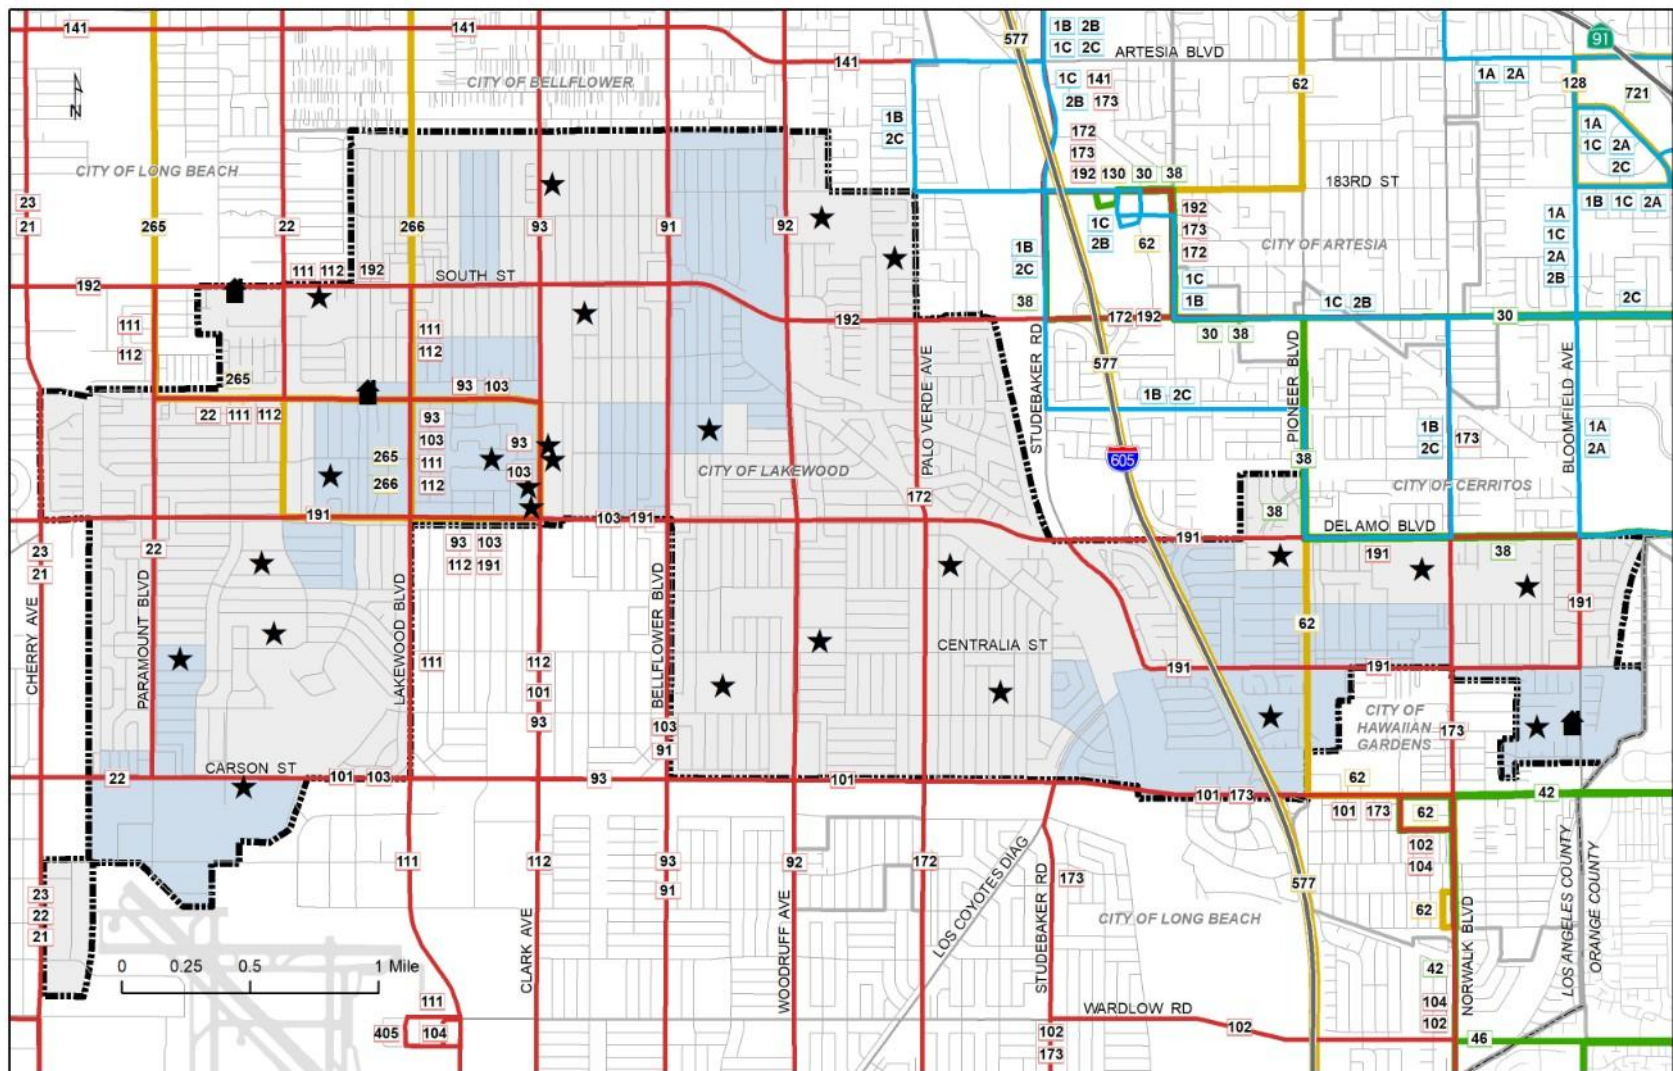 141
141
577
1B 2B
1C 2C
ARTESIA BLVD
91
141
CITY OF BELLFLOWER
1C 141
2B 173
62
1A 2A
128
721
N
1B
2C
172
173
192 130 30 38
1A
1C 2A
2C
CITY OF LONG BEACH
183RD ST
23
21
265
22
266
93
91
92
1C
2B
62
192
173
172
1B 1C 2A
1A
1C
2A
2B
CITY OF ARTESIA
1B
2C
38
1C
1B
111 112 192
SOUTH ST
192
192
172 192
1C 2B
2C
30
30 38
111
112
111
112
577
PALO VERDE AVE
STUDEBAKER RD
PIONEER BLVD
BLOOMFIELD AVE
265
93 103
1B 2C
22 111 112
93
103
111
112
265
266
93
103
CITY OF LAKEWOOD
605
38
1B
2C
173
1A
2A
CITY OF CERRITOS
172
191
103 191
38
DEL AMO BLVD
191
191
38
23
21
22
93 103
112 191
CHERRY AVE
PARAMOUNT BLVD
LAKEWOOD BLVD
BELLFLOWER BLVD
191
62
CENTRALIA ST
111
112
101
93
191
191
CITY OF
HAWAIIAN
GARDENS
103
91
173
CARSON ST
22
101 103
93
101
62
101 173
42
101 173
62
102
104
111
112
93
91
92
172
173
577
23
22
21
CLARK AVE
WOODRUFF AVE
LOS COYOTES DIAG
STUDEBAKER RD
CITY OF LONG BEACH
62
NORWALK BLVD
LOS ANGELES COUNTY
ORANGE COUNTY
0 0.25 0.5 1 Mile
42
111
405
104
WARDLOW RD
102
173
102
104
102
46